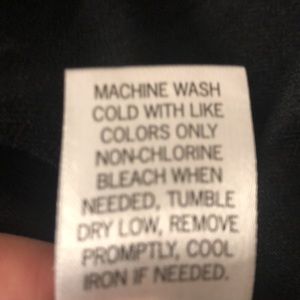 MACHINE WASH
COLD WITH LIKE
COLORS ONLY
NON-CHLORINE
BLEACH WHEN
NEEDED, TUMBLE
DRY LOW, REMOVE
PROMPTLY, COOL
IRON IF NEEDED.